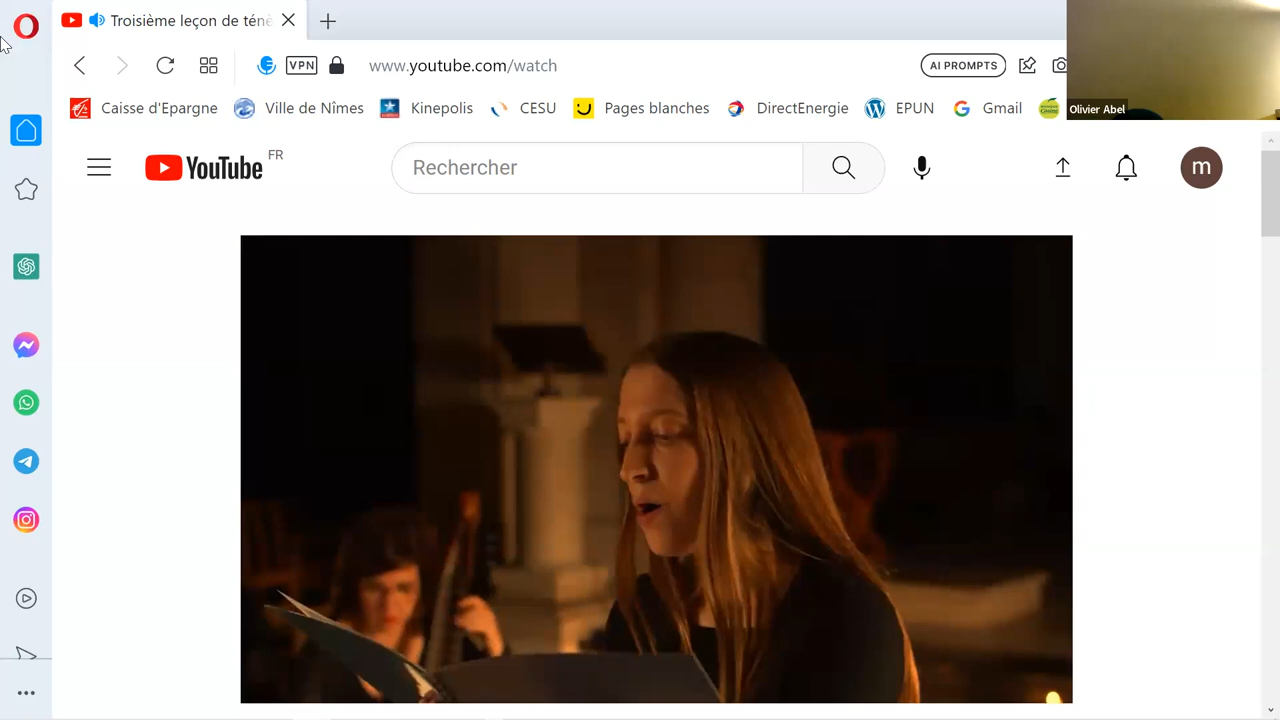 Troisième leçon de ténè
VPN
www.youtube.com/watch
AI PROMPTS
Olivier Abel
Caisse d'Epargne
Ville de Nîmes
Kinepolis
CESU
Pages blanches
DirectEnergie
EPUN
Gmail
YouTube
FR
Rechercher
m